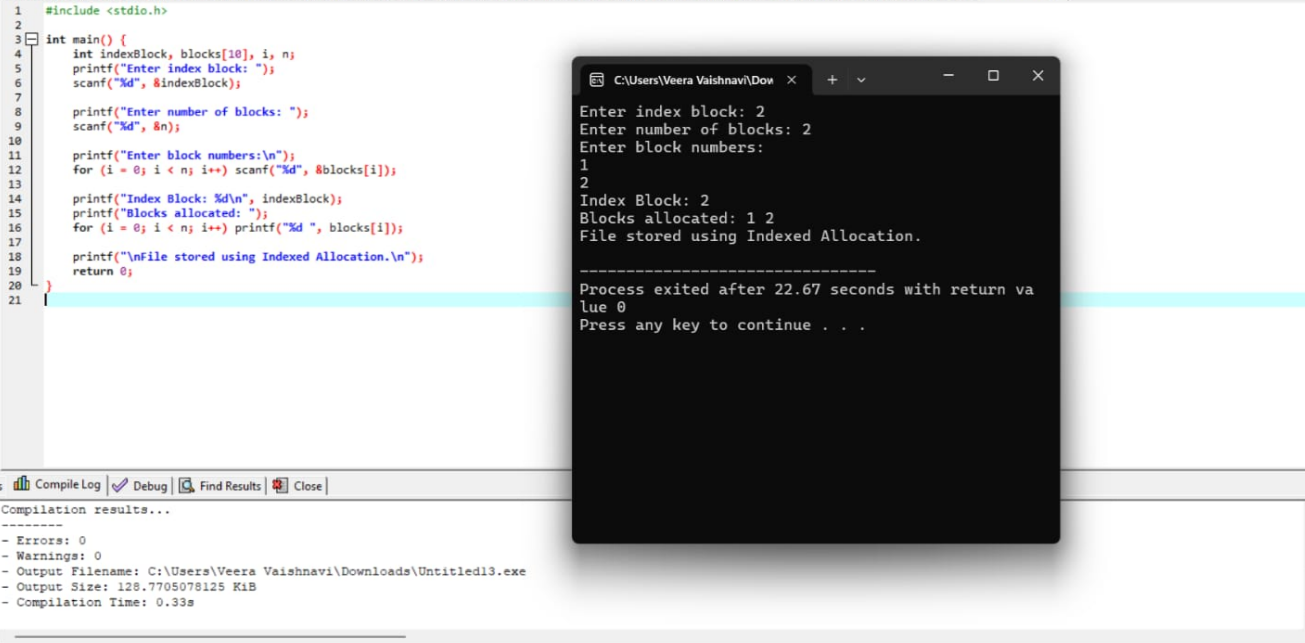 1 #include <stdio.h>
2
3 int main() {
4 int indexBlock, blocks[10], i, n;
5 printf("Enter index block: ");
6 scanf("%d", &indexBlock);
7
8 printf("Enter number of blocks: ");
9 scanf("%d", &n);
10
11 printf("Enter block numbers:\n");
12 for (i = 0; i < n; i++) scanf("%d", &blocks[i]);
13
14 printf("Index Block: %d\n", indexBlock);
15 printf("Blocks allocated: ");
16 for (i = 0; i < n; i++) printf("%d ", blocks[i]);
17
18 printf("\nFile stored using Indexed Allocation.\n");
19 return 0;
20 }
21
C:\Users\Veera Vaishnavi\Dow
Enter index block: 2
Enter number of blocks: 2
Enter block numbers:
1
2
Index Block: 2
Blocks allocated: 1 2
File stored using Indexed Allocation.
--------------------------------
Process exited after 22.67 seconds with return va
lue 0
Press any key to continue . . .
s Compile Log Debug Find Results Close
Compilation results...
--------
- Errors: 0
- Warnings: 0
- Output Filename: C:\Users\Veera Vaishnavi\Downloads\Untitled13.exe
- Output Size: 128.7705078125 KiB
- Compilation Time: 0.33s